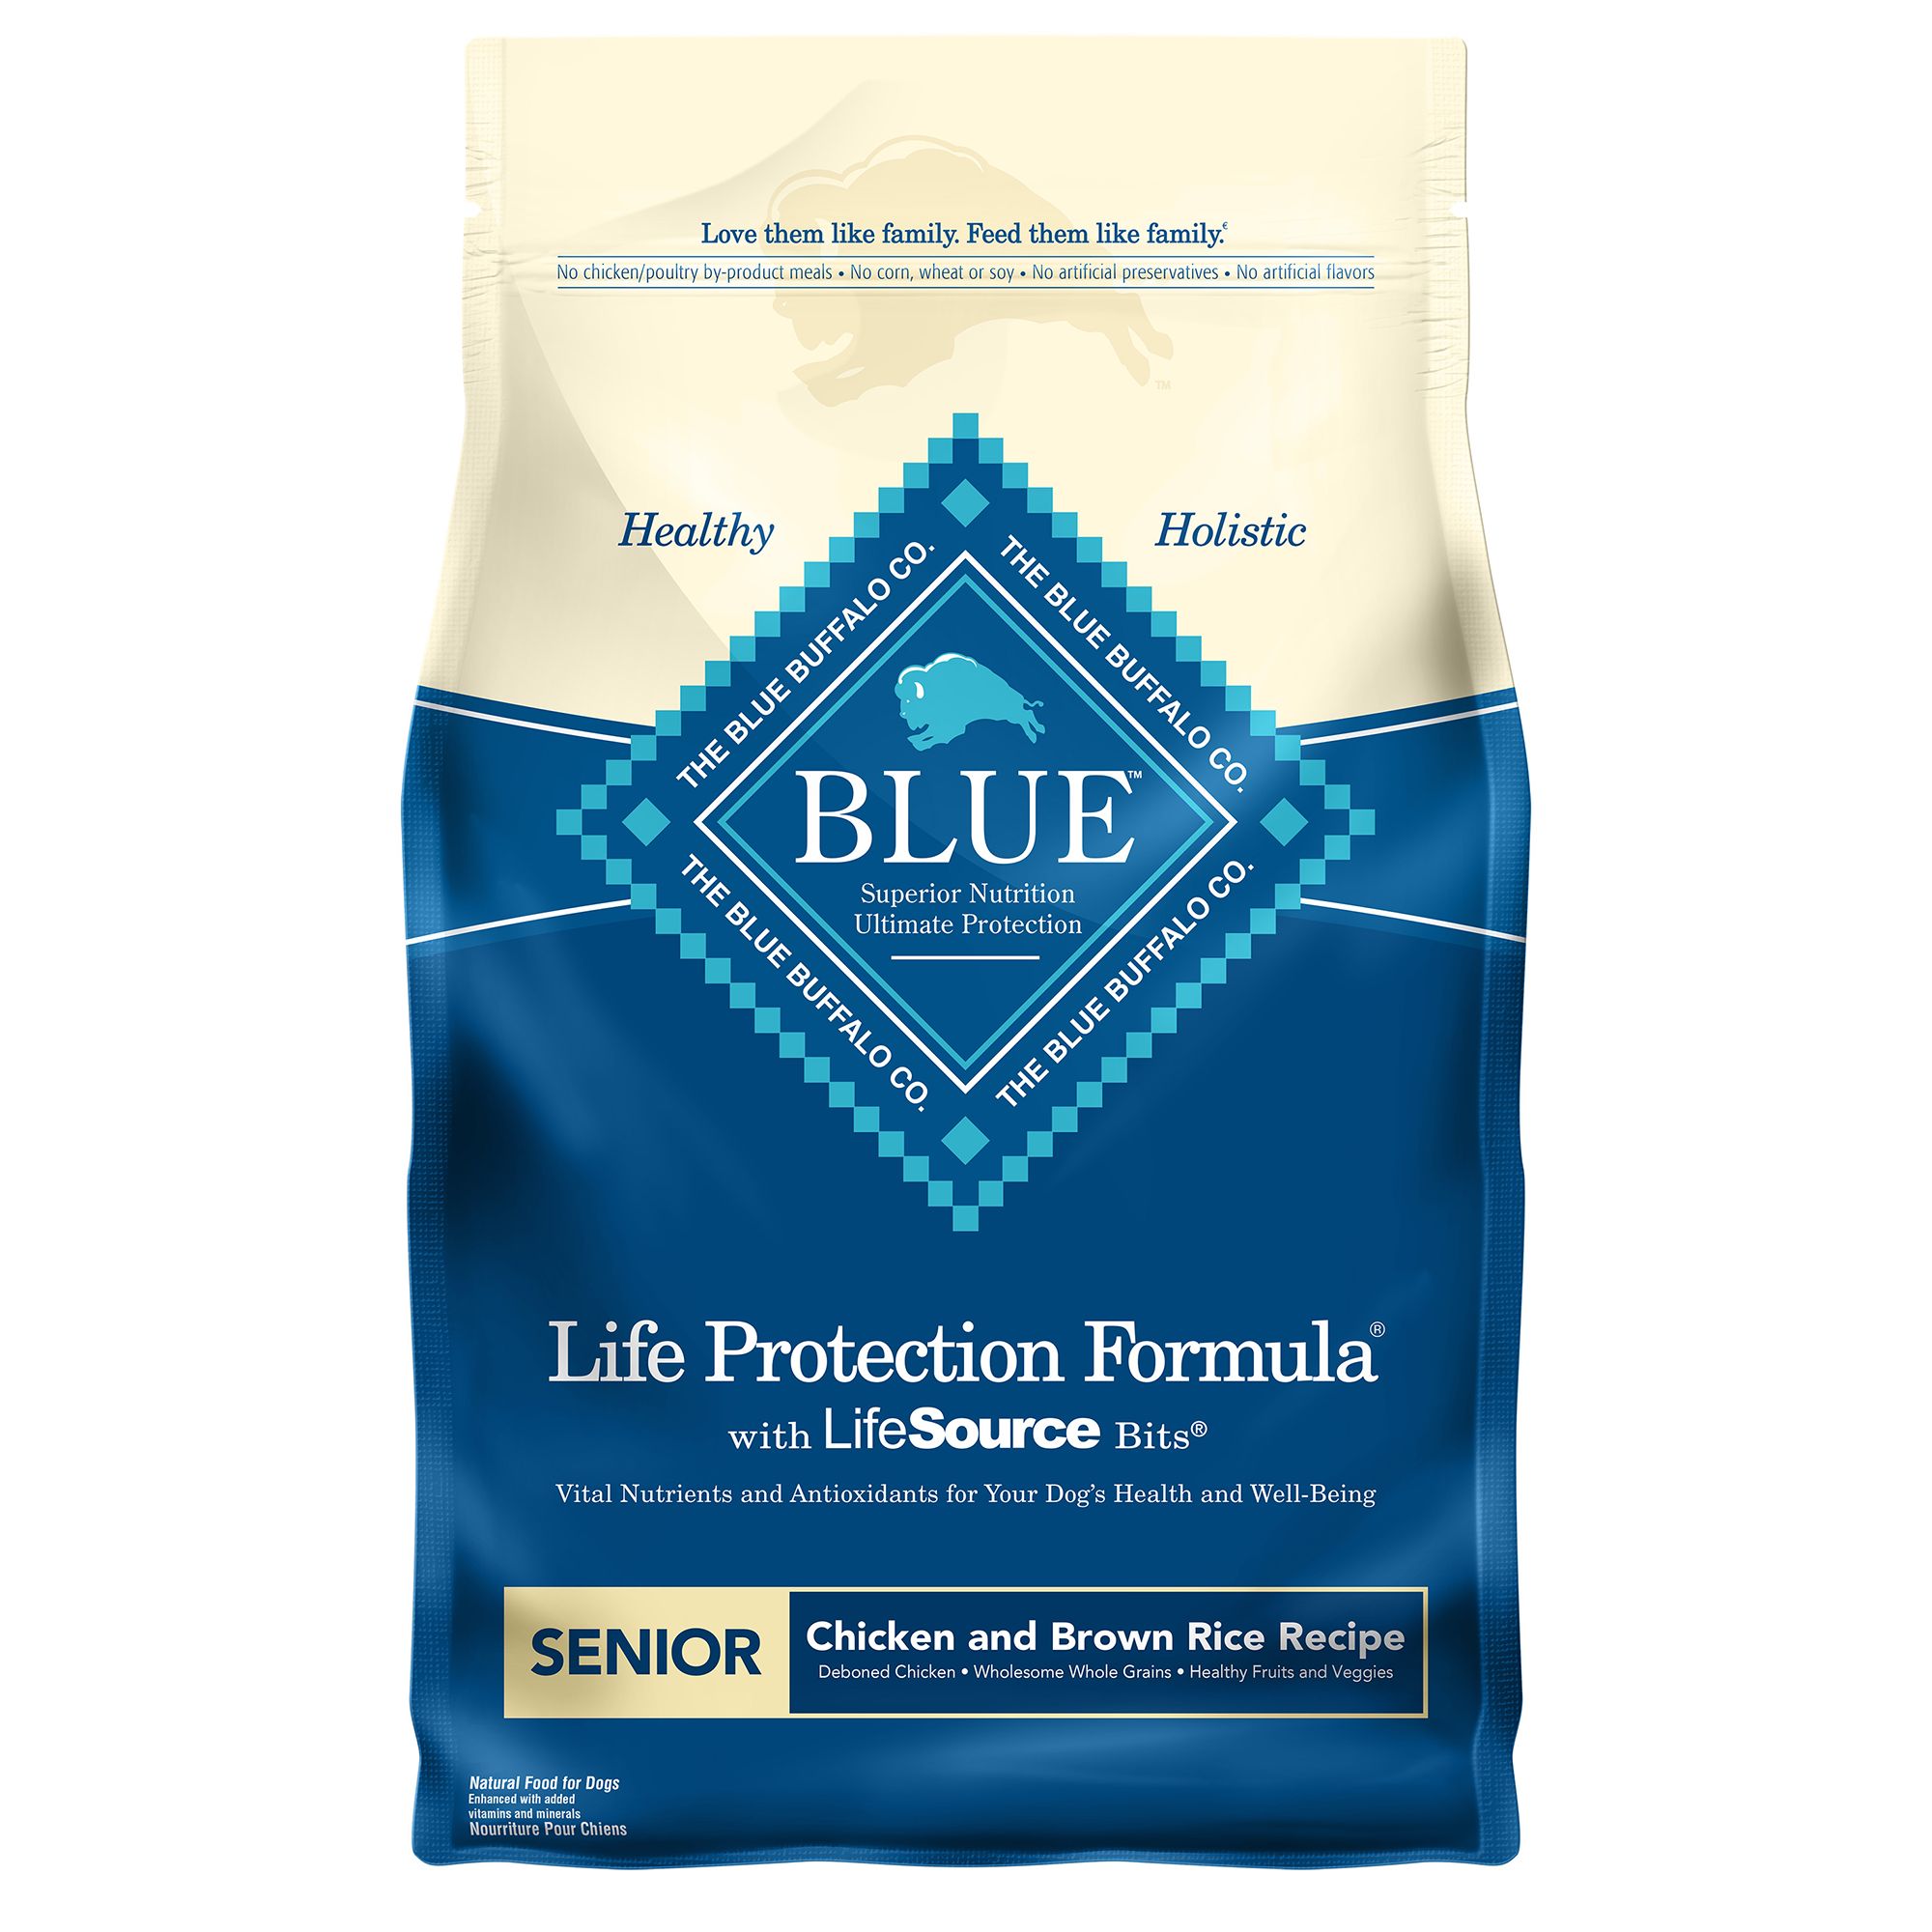 Love them like family. Feed them like family.€
No chicken/poultry by-product meals • No corn, wheat or soy • No artificial preservatives • No artificial flavors
™
Healthy
Holistic
THE BLUE BUFFALO CO.
THE BLUE BUFFALO CO.
BLUE™
Superior Nutrition
Ultimate Protection
THE BLUE BUFFALO CO.
THE BLUE BUFFALO CO.
Life Protection Formula®
with LifeSource Bits®
Vital Nutrients and Antioxidants for Your Dog's Health and Well-Being
SENIOR
Chicken and Brown Rice Recipe
Deboned Chicken • Wholesome Whole Grains • Healthy Fruits and Veggies
Natural Food for Dogs
Enhanced with added
vitamins and minerals
Nourriture Pour Chiens